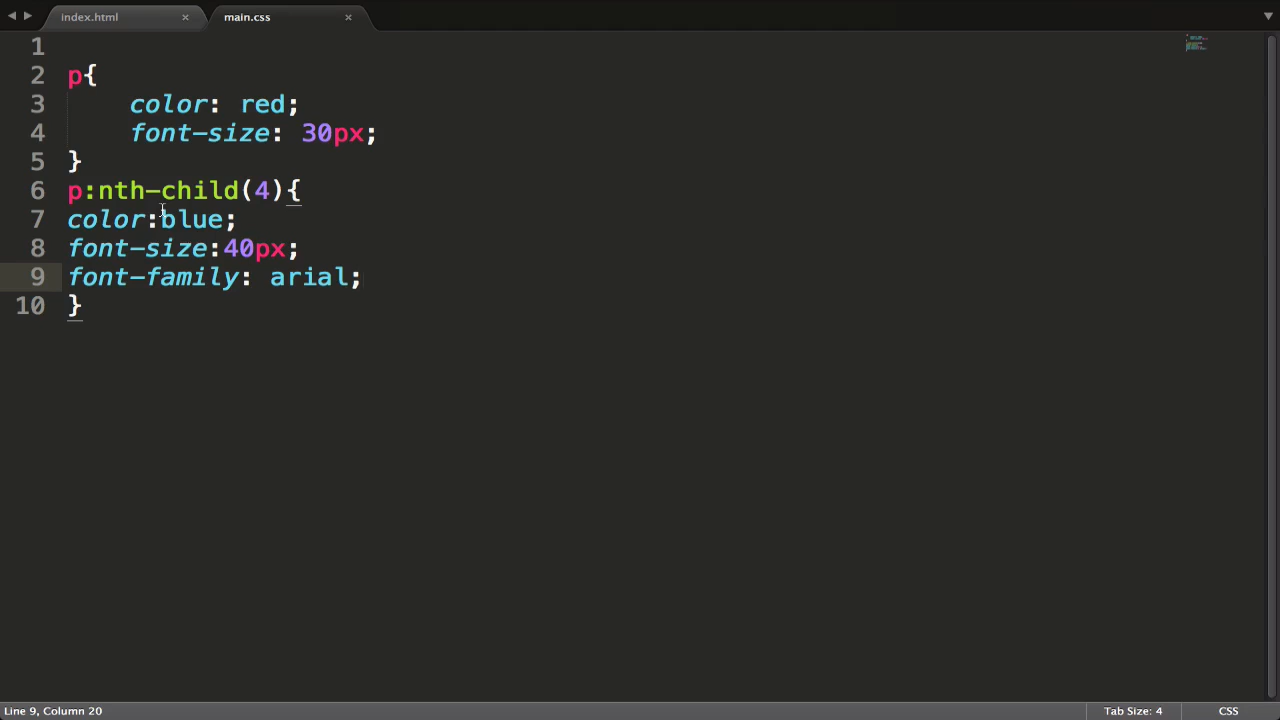 index.html × main.css ×
1
2 p{
3 color: red;
4 font-size: 30px;
5 }
6 p:nth-child(4){
7 color:blue;
8 font-size:40px;
9 font-family: arial;
10 }
Line 9, Column 20 Tab Size: 4 CSS